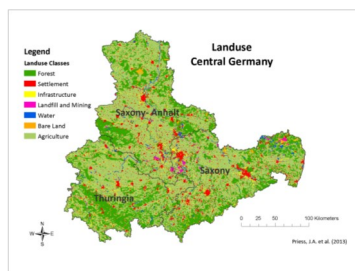 Landuse
Central Germany
Legend
Landuse Classes
Forest
Settlement
Infrastructure
Landfill and Mining
Water
Bare Land
Agriculture
Saxony- Anhalt
Saxony
Thuringia
N
W E
S
0 25 50 100 Kilometers
Priess, J.A. et al. (2013)